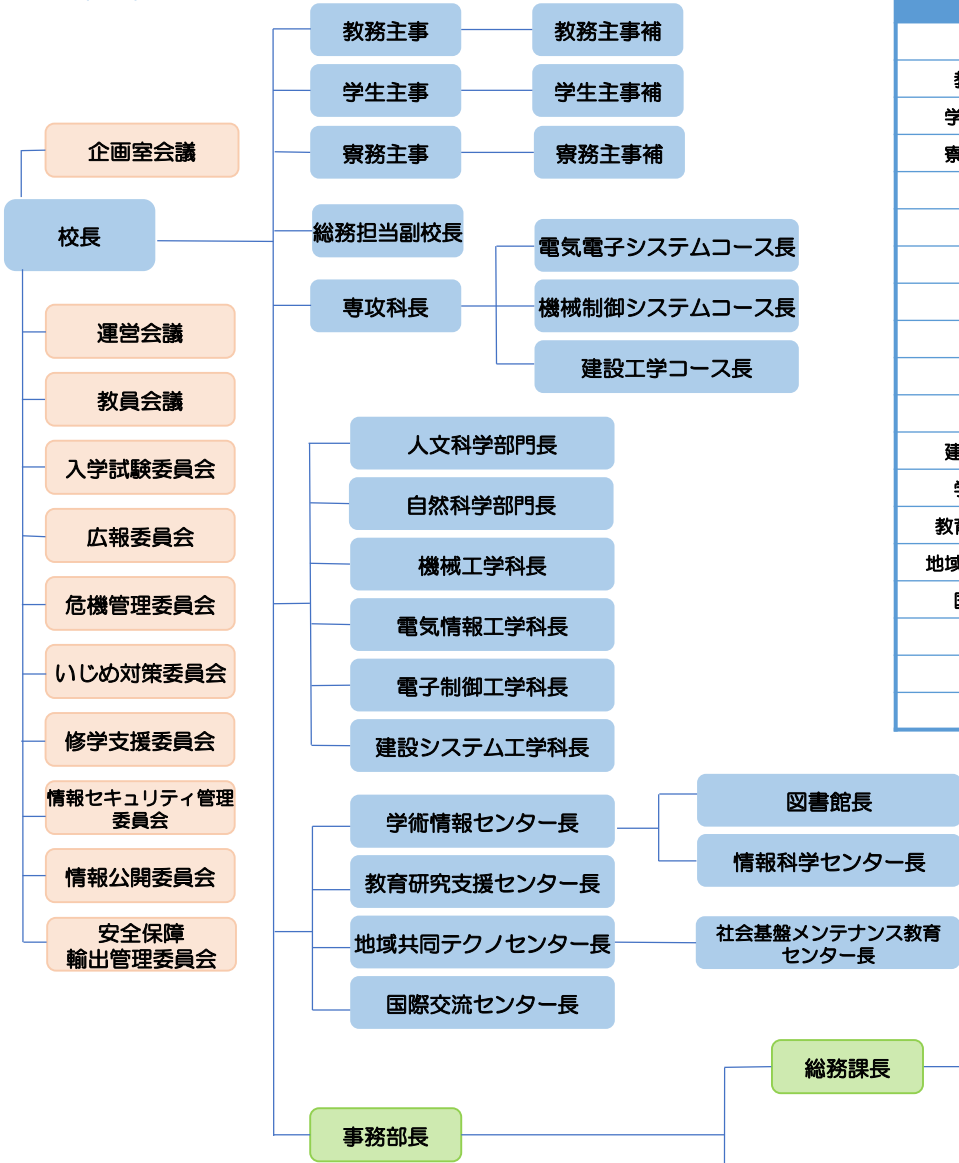 教務主事
教務主事補
学生主事
学生主事補
企画室会議
寮務主事
寮務主事補
校長
総務担当副校長
電気電子システムコース長
専攻科長
機械制御システムコース長
建設工学コース長
運営会議
教員会議
入学試験委員会
広報委員会
危機管理委員会
いじめ対策委員会
修学支援委員会
情報セキュリティ管理
委員会
情報公開委員会
安全保障
輸出管理委員会
人文科学部門長
自然科学部門長
機械工学科長
電気情報工学科長
電子制御工学科長
建設システム工学科長
学術情報センター長
図書館長
情報科学センター長
教育研究支援センター長
地域共同テクノセンター長
社会基盤メンテナンス教育
センター長
国際交流センター長
総務課長
事務部長
学
寮
建
教
地域